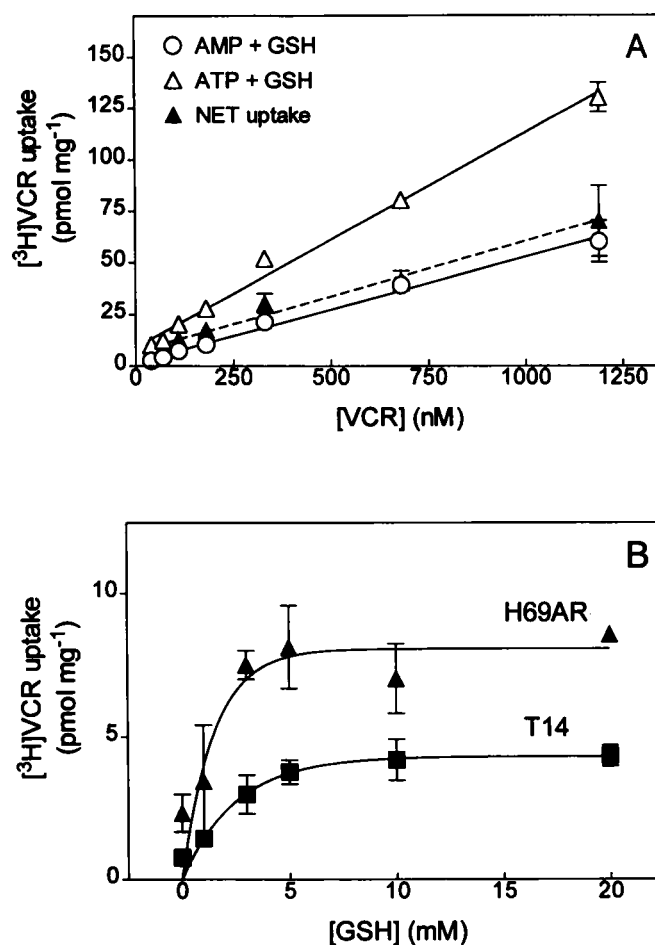 A
AMP + GSH
ATP + GSH
NET uptake
[³H]VCR uptake
(pmol mg⁻¹)
150
125
100
75
50
25
0
0 250 500 750 1000 1250
[VCR] (nM)
B
[³H]VCR uptake
(pmol mg⁻¹)
10
5
0
H69AR
T14
0 5 10 15 20
[GSH] (mM)